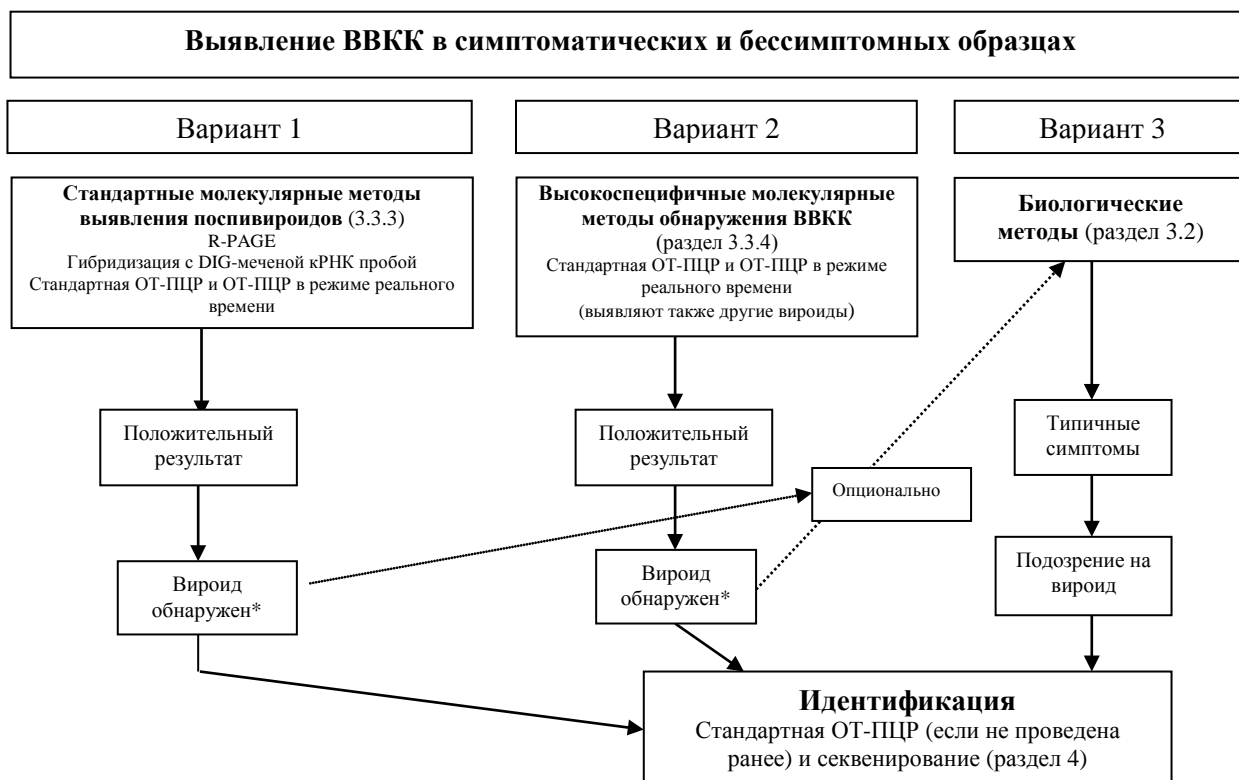 Выявление ВВКК в симптоматических и бессимптомных образцах
Вариант 1
Вариант 2
Вариант 3
Стандартные молекулярные методы
выявления поспивироидов (3.3.3)
R-PAGE
Гибридизация с DIG-меченой кРНК пробой
Стандартная ОТ-ПЦР и ОТ-ПЦР в режиме реального
времени
Высокоспецифичные молекулярные
методы обнаружения ВВКК
(раздел 3.3.4)
Стандартная ОТ-ПЦР и ОТ-ПЦР в режиме
реального времени
(выявляют также другие вироиды)
Биологические
методы (раздел 3.2)
Положительный
результат
Положительный
результат
Типичные
симптомы
Опционально
Вироид
обнаружен*
Вироид
обнаружен*
Подозрение на
вироид
Идентификация
Стандартная ОТ-ПЦР (если не проведена
ранее) и секвенирование (раздел 4)